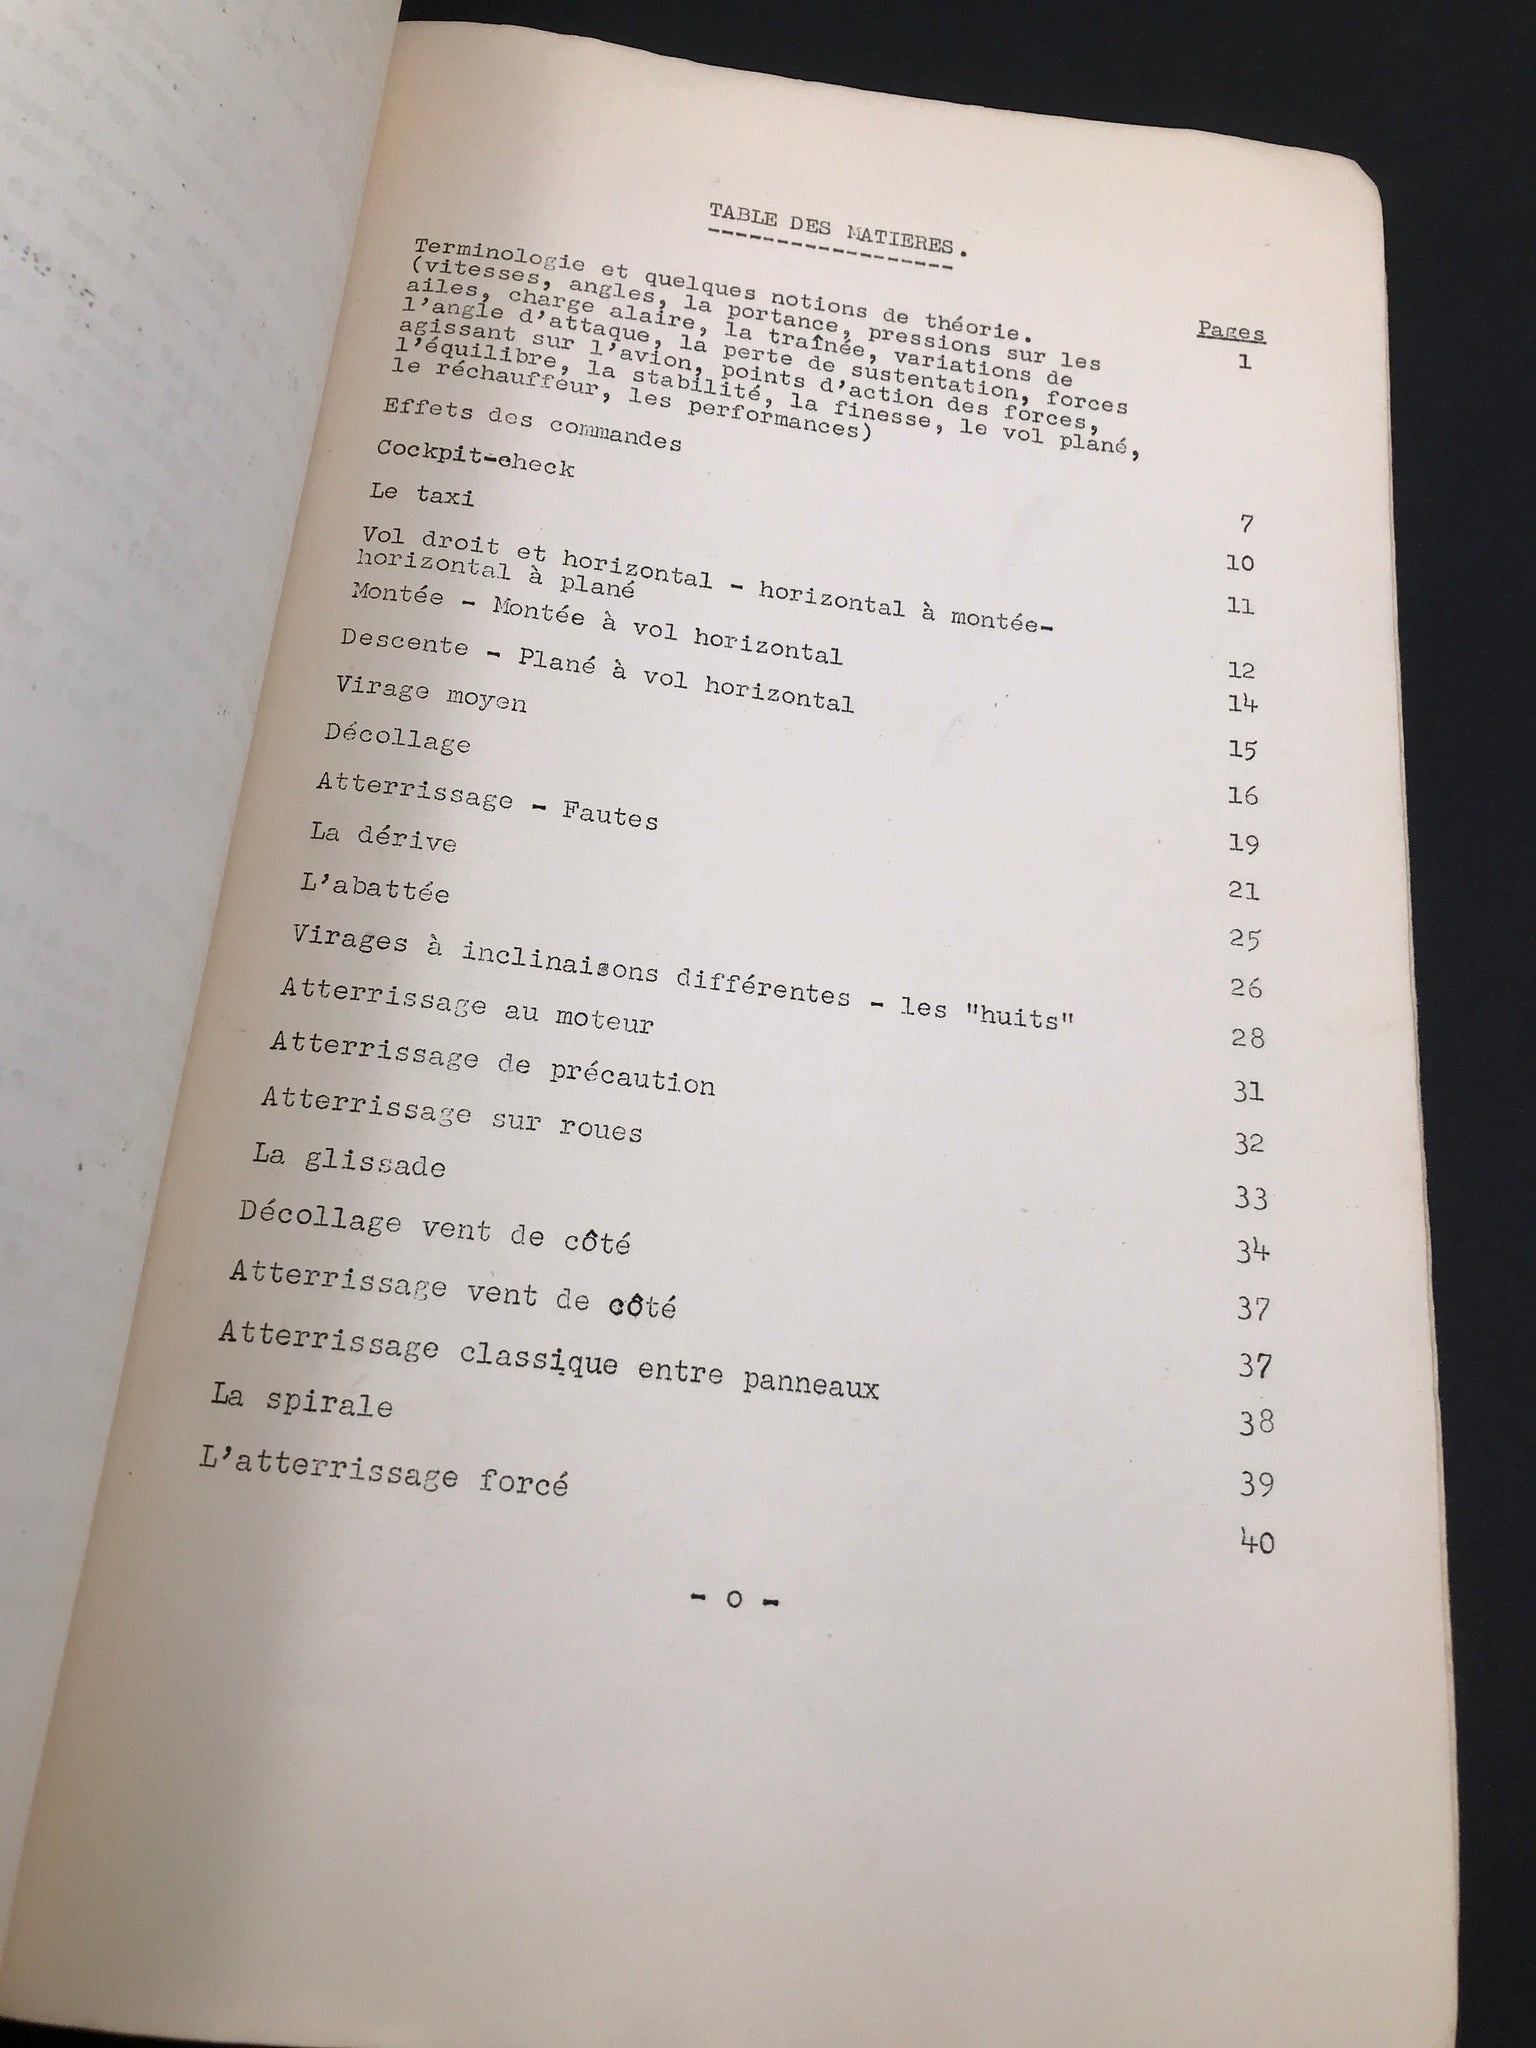 TABLE DES MATIERES.
Pages
Terminologie et quelques notions de théorie. 1
(vitesses, angles, la portance, pressions sur les
ailes, charge alaire, la traînée, variations de
l'angle d'attaque, la perte de sustentation, forces
agissant sur l'avion, points d'action des forces,
l'équilibre, la stabilité, la finesse, le vol plané,
le réchauffeur, les performances)
Effets des commandes 7
Cockpit-check 10
Le taxi 11
Vol droit et horizontal - horizontal à montée-
horizontal à plané 12
Montée - Montée à vol horizontal 14
Descente - Plané à vol horizontal 15
Virage moyen 16
Décollage 19
Atterrissage - Fautes 21
La dérive 25
L'abattée 26
Virages à inclinaisons différentes - les "huits" 28
Atterrissage au moteur 31
Atterrissage de précaution 32
Atterrissage sur roues 33
La glissade 34
Décollage vent de côté 37
Atterrissage vent de côté 37
Atterrissage classique entre panneaux 38
La spirale 39
L'atterrissage forcé 40
- o -